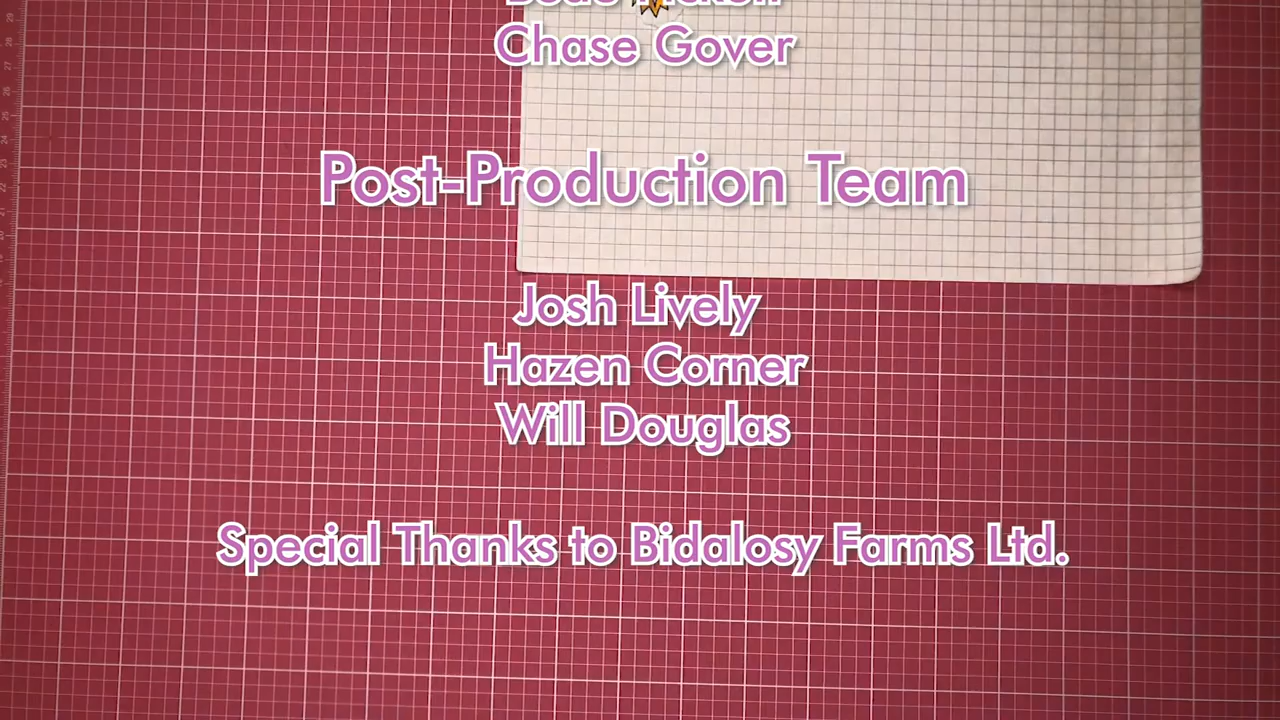 Chase Gover
Post-Production Team
Josh Lively
Hazen Corner
Will Douglas
Special Thanks to Bidalosy Farms Ltd.